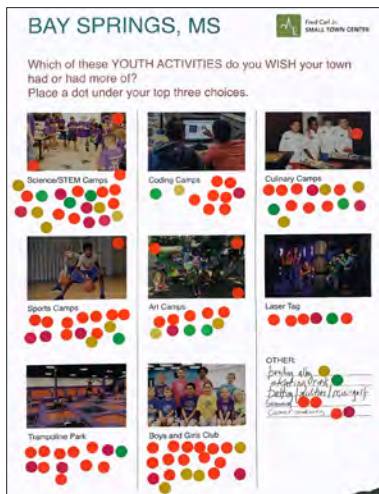 BAY SPRINGS, MS
Fred Carl Jr.
SMALL TOWN CENTER
Which of these YOUTH ACTIVITIES do you WISH your town
had or had more of?
Place a dot under your top three choices.
Science/STEM Camps
Coding Camps
Culinary Camps
Sports Camps
Art Camps
Laser Tag
Trampoline Park
Boys and Girls Club
OTHER: